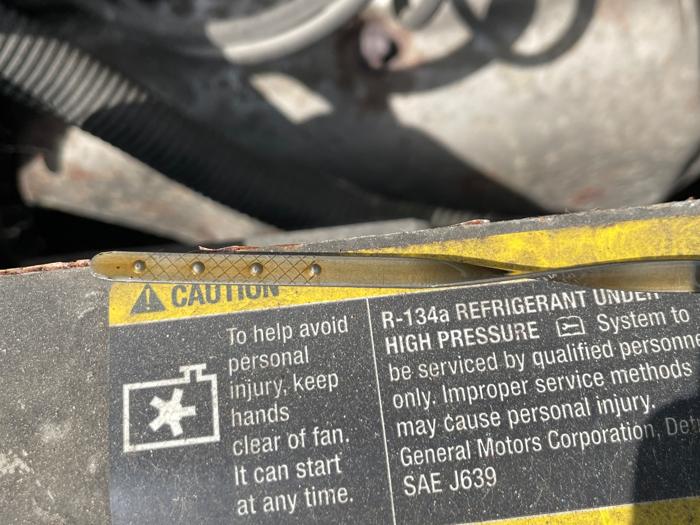 CAUTION
To help avoid
personal
injury, keep
hands
clear of fan.
It can start
at any time.
R-134a REFRIGERANT UNDER
HIGH PRESSURE System to
be serviced by qualified personne
only. Improper service methods
may cause personal injury.
General Motors Corporation, Det
SAE J639